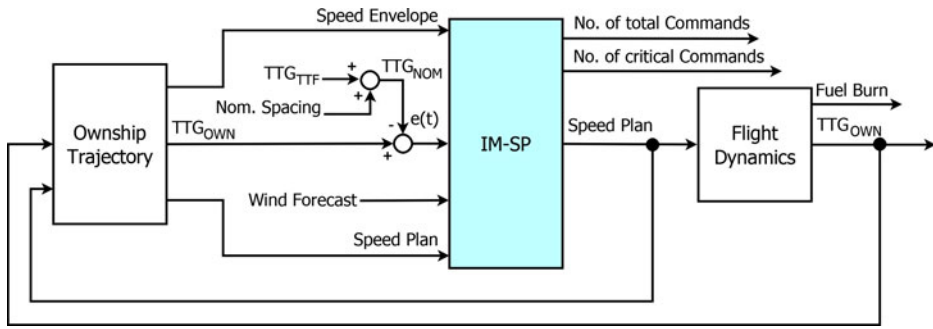 Speed Envelope
No. of total Commands
No. of critical Commands
TTG_TTF
TTG_NOM
Nom. Spacing
Fuel Burn
Ownship
Trajectory
TTG_OWN
e(t)
IM-SP
Speed Plan
Flight
Dynamics
TTG_OWN
Wind Forecast
Speed Plan
+
+
-
+